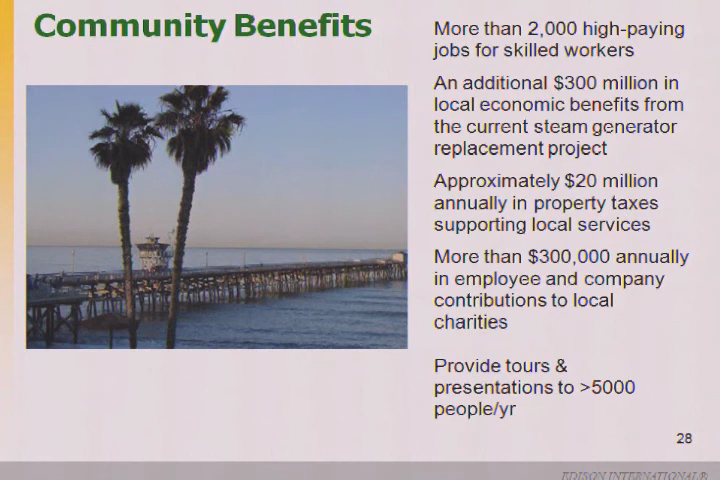 Community Benefits
More than 2,000 high-paying
jobs for skilled workers
An additional $300 million in
local economic benefits from
the current steam generator
replacement project
Approximately $20 million
annually in property taxes
supporting local services
More than $300,000 annually
in employee and company
contributions to local
charities
Provide tours &
presentations to >5000
people/yr
28
EDISON INTERNATIONAL®